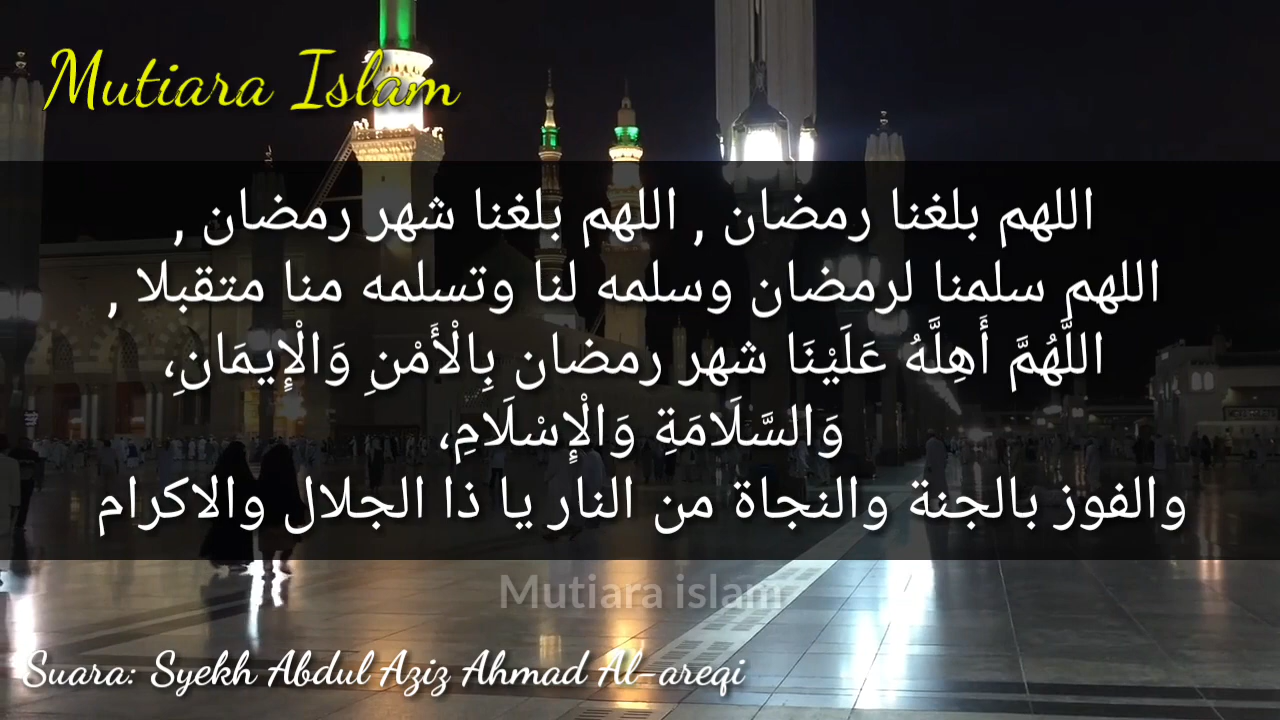 Mutiara Islam
اللهم بلغنا رمضان , اللهم بلغنا شهر رمضان ,
اللهم سلمنا لرمضان وسلمه لنا وتسلمه منا متقبلا ,
اللَّهُمَّ أَهِلَّهُ عَلَيْنَا شهر رمضان بِالْأَمْنِ وَالْإِيمَانِ،
وَالسَّلَامَةِ وَالْإِسْلَامِ،
والفوز بالجنة والنجاة من النار يا ذا الجلال والاكرام
Mutiara islam
Suara: Syekh Abdul Aziz Ahmad Al-areqi